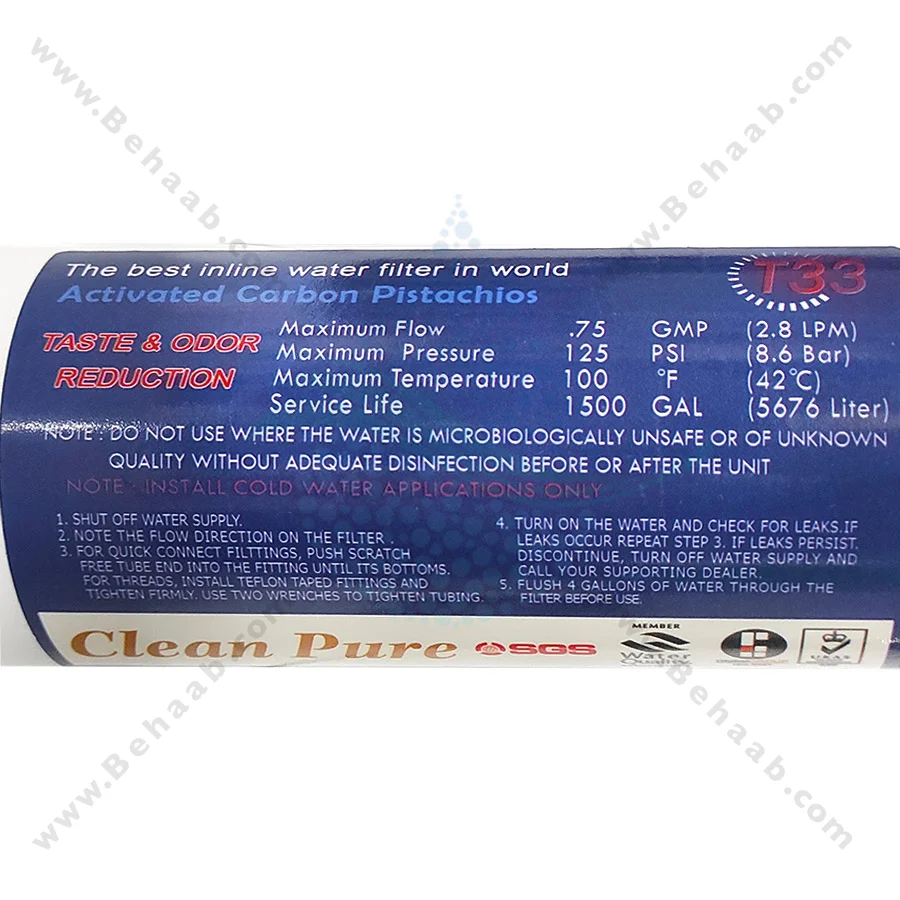 www.Behaab.com
www.Behaab.com
The best inline water filter in world
Activated Carbon Pistachios
T33
TASTE & ODOR
REDUCTION
Maximum Flow .75 GMP (2.8 LPM)
Maximum Pressure 125 PSI (8.6 Bar)
Maximum Temperature 100 °F (42°C)
Service Life 1500 GAL (5676 Liter)
NOTE : DO NOT USE WHERE THE WATER IS MICROBIOLOGICALLY UNSAFE OR OF UNKNOWN
QUALITY WITHOUT ADEQUATE DISINFECTION BEFORE OR AFTER THE UNIT
NOTE : INSTALL COLD WATER APPLICATIONS ONLY
1. SHUT OFF WATER SUPPLY.
2. NOTE THE FLOW DIRECTION ON THE FILTER .
3. FOR QUICK CONNECT FILTTINGS, PUSH SCRATCH
FREE TUBE END INTO THE FITTING UNTIL ITS BOTTOMS.
FOR THREADS, INSTALL TEFLON TAPED FITTINGS AND
TIGHTEN FIRMLY. USE TWO WRENCHES TO TIGHTEN TUBING.
4. TURN ON THE WATER AND CHECK FOR LEAKS.IF
LEAKS OCCUR REPEAT STEP 3. IF LEAKS PERSIST,
DISCONTINUE, TURN OFF WATER SUPPLY AND
CALL YOUR SUPPORTING DEALER.
5. FLUSH 4 GALLONS OF WATER THROUGH THE
FILTER BEFORE USE.
Clean Pure
SGS
MEMBER
Water
Quality
UKAS
www.Behaab.com
www.Behaab.com